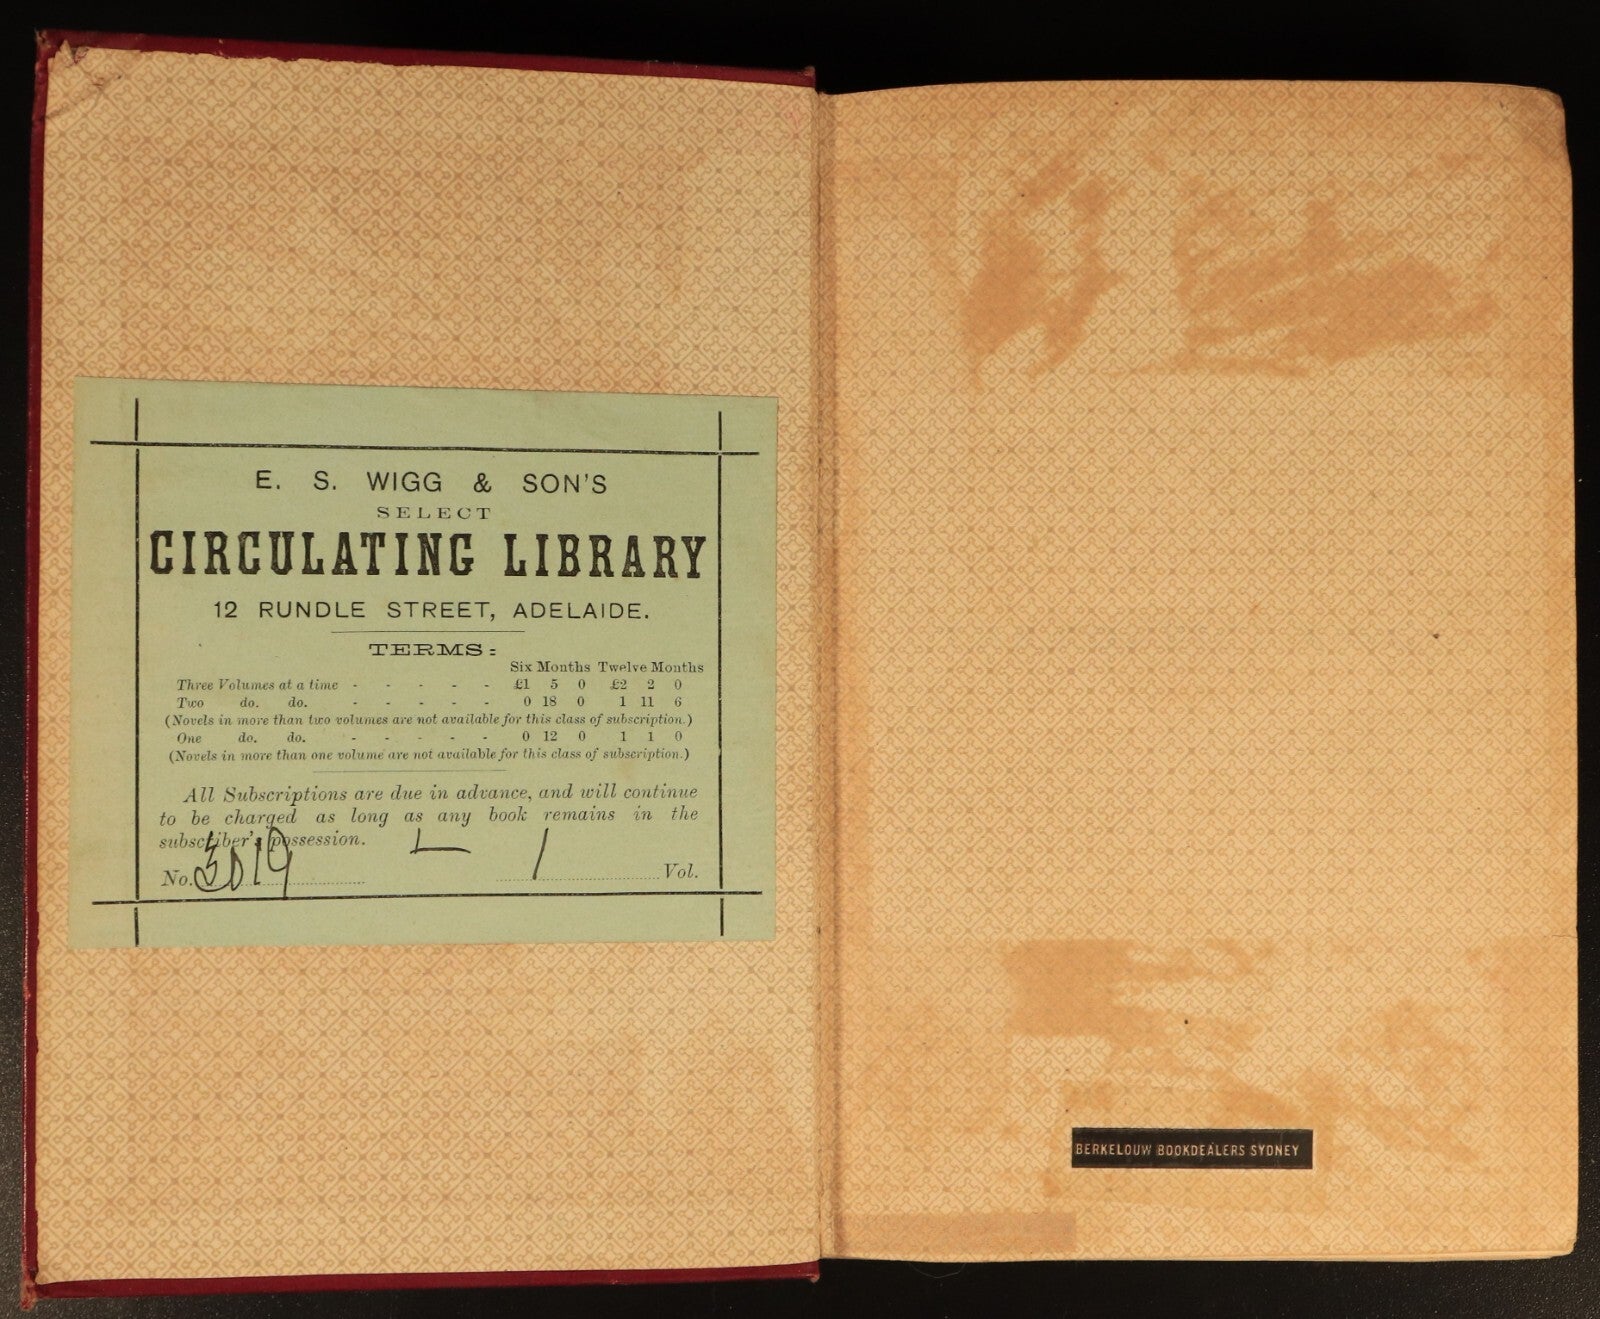 E. S. WIGG & SON'S
SELECT
CIRCULATING LIBRARY
12 RUNDLE STREET, ADELAIDE.
TERMS:
Six Months Twelve Months
Three Volumes at a time - - - - - £1 5 0 £2 2 0
Two do. do. - - - - - 0 18 0 1 11 6
(Novels in more than two volumes are not available for this class of subscription.)
One do. do. - - - - - 0 12 0 1 1 0
(Novels in more than one volume are not available for this class of subscription.)
All Subscriptions are due in advance, and will continue
to be charged as long as any book remains in the
subscriber's possession. L
No. 3019 1 Vol.
BERKELOUW BOOKDEALERS SYDNEY